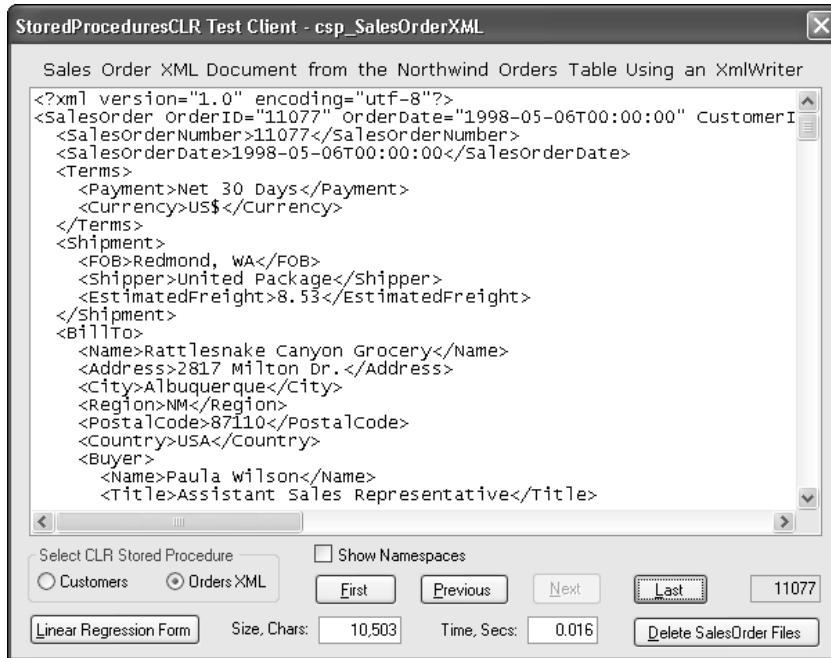 StoredProceduresCLR Test Client - csp_SalesOrderXML
Sales Order XML Document from the Northwind Orders Table Using an XmlWriter
<?xml version="1.0" encoding="utf-8"?>
<SalesOrder OrderID="11077" OrderDate="1998-05-06T00:00:00" CustomerI
<SalesOrderNumber>11077</SalesOrderNumber>
<SalesOrderDate>1998-05-06T00:00:00</SalesOrderDate>
<Terms>
<Payment>Net 30 Days</Payment>
<Currency>US$</Currency>
</Terms>
<Shipment>
<FOB>Redmond, WA</FOB>
<Shipper>United Package</Shipper>
<EstimatedFreight>8.53</EstimatedFreight>
</Shipment>
<BillTo>
<Name>Rattlesnake Canyon Grocery</Name>
<Address>2817 Milton Dr.</Address>
<City>Albuquerque</City>
<Region>NM</Region>
<PostalCode>87110</PostalCode>
<Country>USA</Country>
<Buyer>
<Name>Paula Wilson</Name>
<Title>Assistant Sales Representative</Title>
Select CLR Stored Procedure
Show Namespaces
Customers Orders XML First Previous Next Last 11077
Linear Regression Form Size, Chars: 10,503 Time, Secs: 0.016 Delete SalesOrder Files